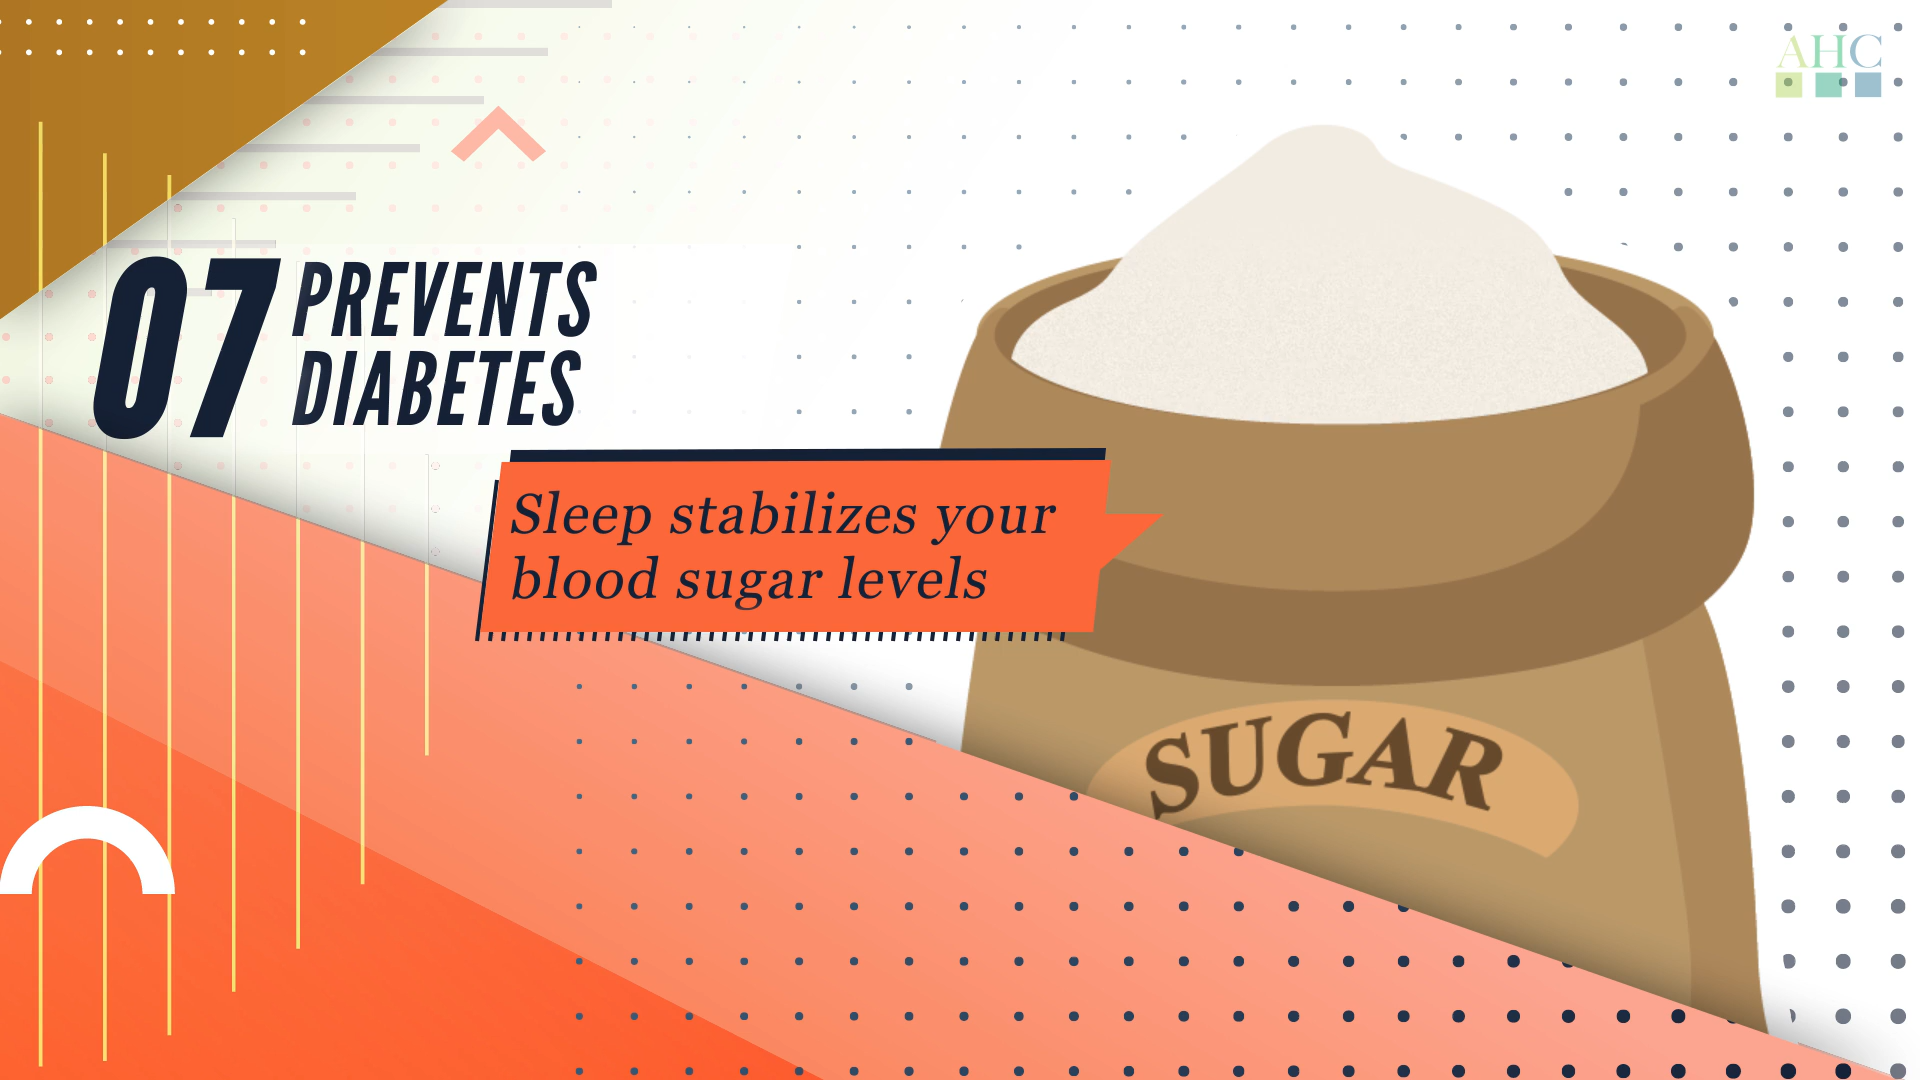 AHC
07
PREVENTS
DIABETES
Sleep stabilizes your
blood sugar levels
SUGAR